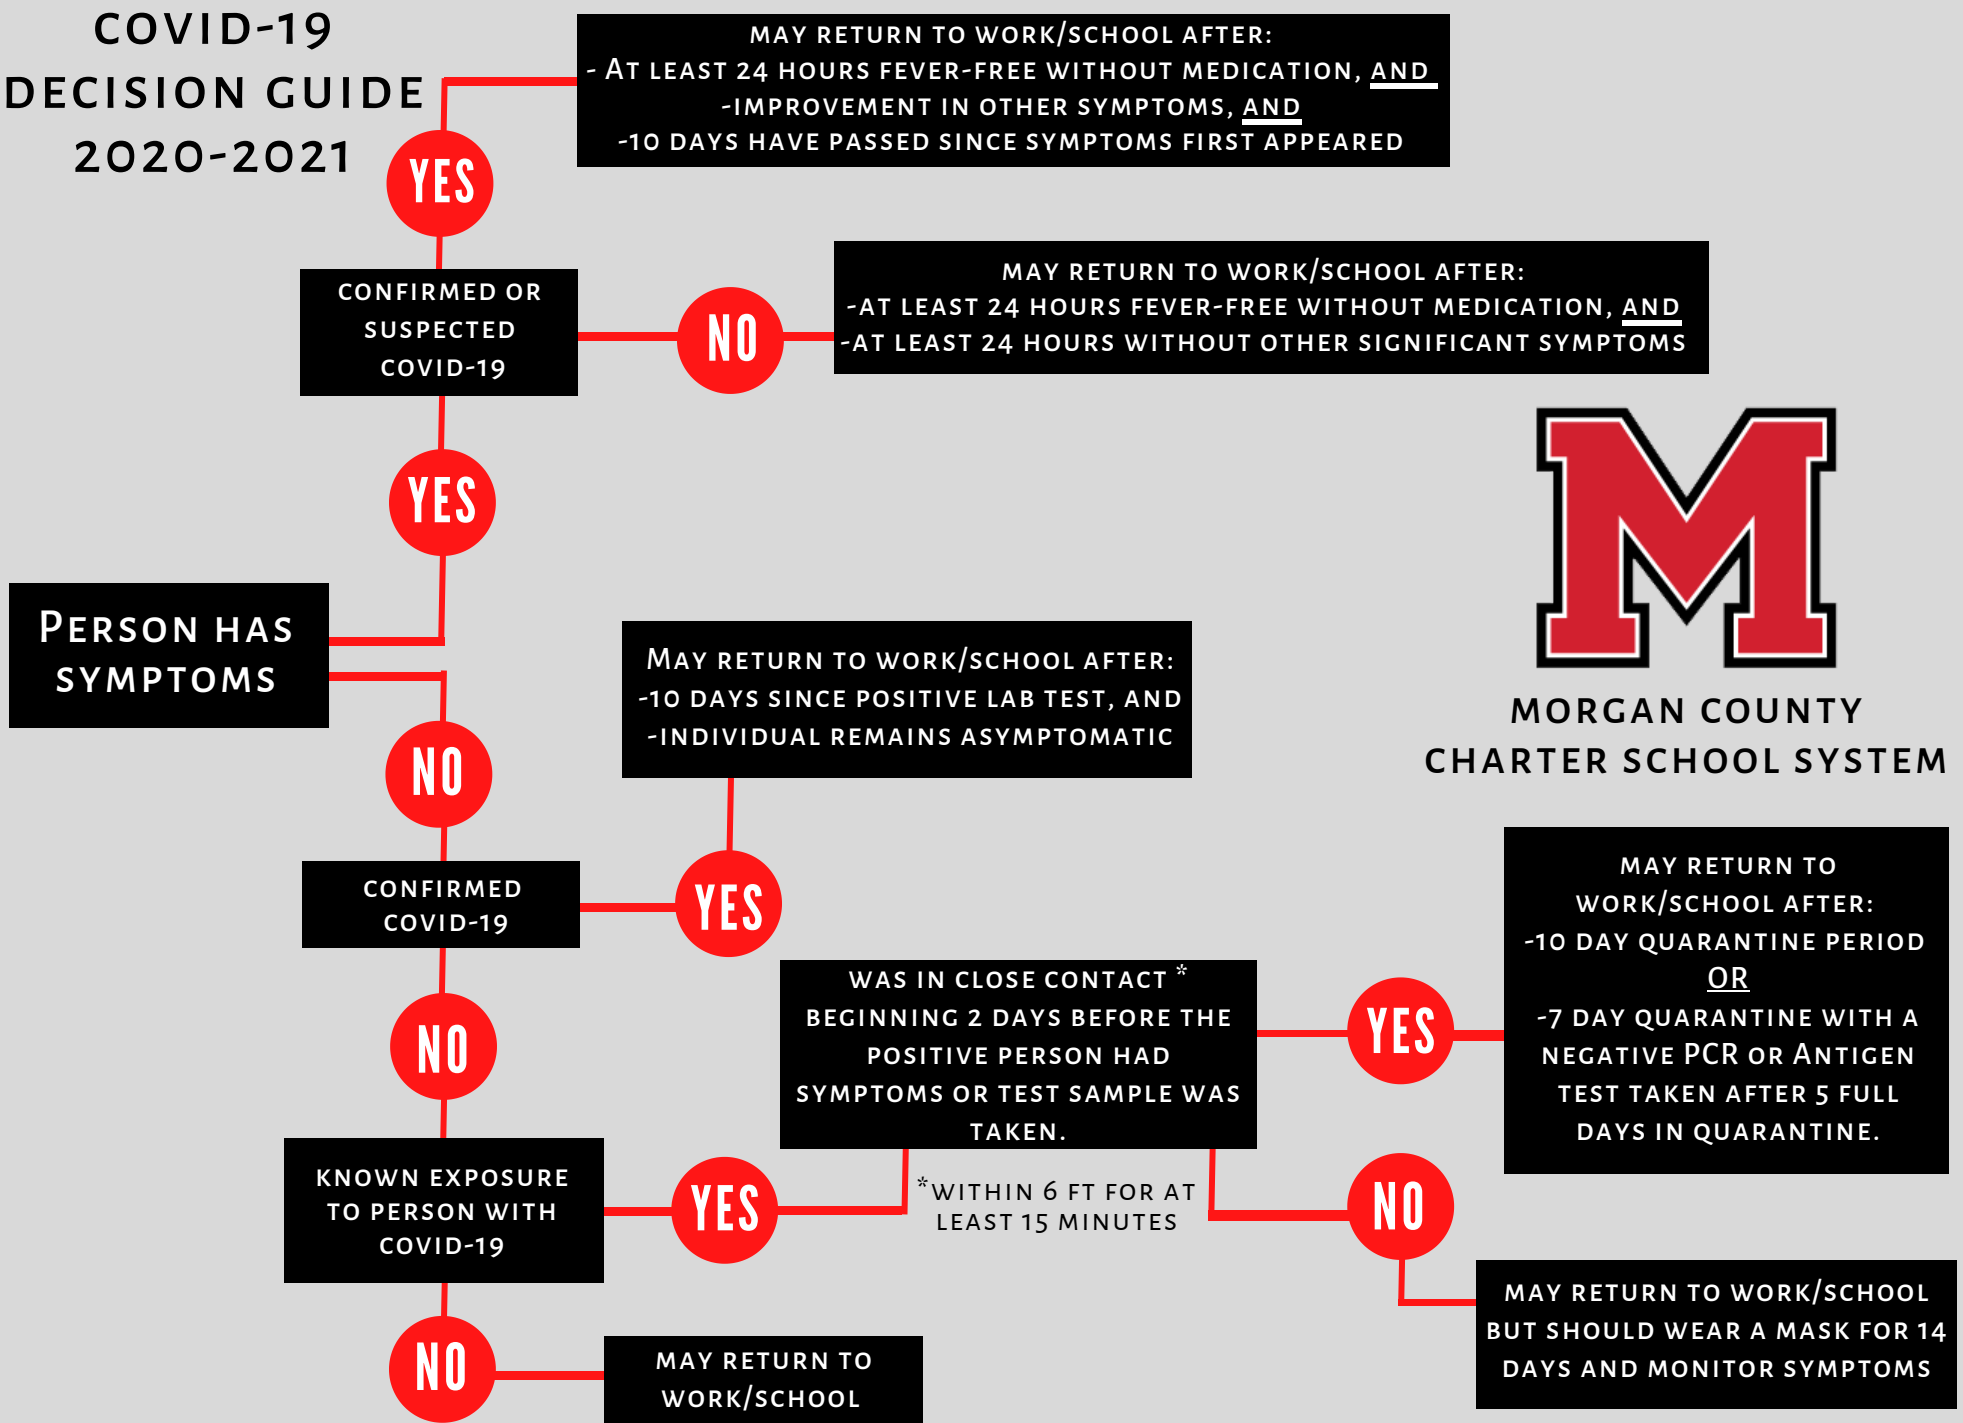 COVID-19
DECISION GUIDE
2020-2021
MAY RETURN TO WORK/SCHOOL AFTER:
- AT LEAST 24 HOURS FEVER-FREE WITHOUT MEDICATION, AND
-IMPROVEMENT IN OTHER SYMPTOMS, AND
-10 DAYS HAVE PASSED SINCE SYMPTOMS FIRST APPEARED
YES
CONFIRMED OR
SUSPECTED
COVID-19
NO
MAY RETURN TO WORK/SCHOOL AFTER:
-AT LEAST 24 HOURS FEVER-FREE WITHOUT MEDICATION, AND
-AT LEAST 24 HOURS WITHOUT OTHER SIGNIFICANT SYMPTOMS
YES
PERSON HAS
SYMPTOMS
M
MORGAN COUNTY
CHARTER SCHOOL SYSTEM
NO
MAY RETURN TO WORK/SCHOOL AFTER:
-10 DAYS SINCE POSITIVE LAB TEST, AND
-INDIVIDUAL REMAINS ASYMPTOMATIC
CONFIRMED
COVID-19
YES
NO
WAS IN CLOSE CONTACT *
BEGINNING 2 DAYS BEFORE THE
POSITIVE PERSON HAD
SYMPTOMS OR TEST SAMPLE WAS
TAKEN.
YES
MAY RETURN TO
WORK/SCHOOL AFTER:
-10 DAY QUARANTINE PERIOD
OR
-7 DAY QUARANTINE WITH A
NEGATIVE PCR OR ANTIGEN
TEST TAKEN AFTER 5 FULL
DAYS IN QUARANTINE.
KNOWN EXPOSURE
TO PERSON WITH
COVID-19
YES
*WITHIN 6 FT FOR AT
LEAST 15 MINUTES
NO
MAY RETURN TO WORK/SCHOOL
BUT SHOULD WEAR A MASK FOR 14
DAYS AND MONITOR SYMPTOMS
NO
MAY RETURN TO
WORK/SCHOOL